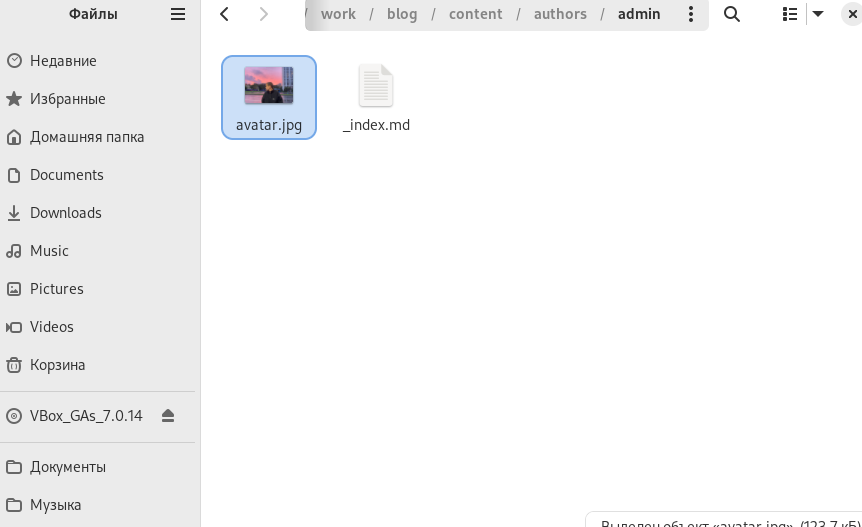 Файлы
/ work / blog / content / authors / admin
Недавние
Избранные
Домашняя папка
Documents
Downloads
Music
Pictures
Videos
Корзина
VBox_GAs_7.0.14
Документы
Музыка
avatar.jpg
_index.md
Выделен объект «avatar.jpg» (123,7 кБ)